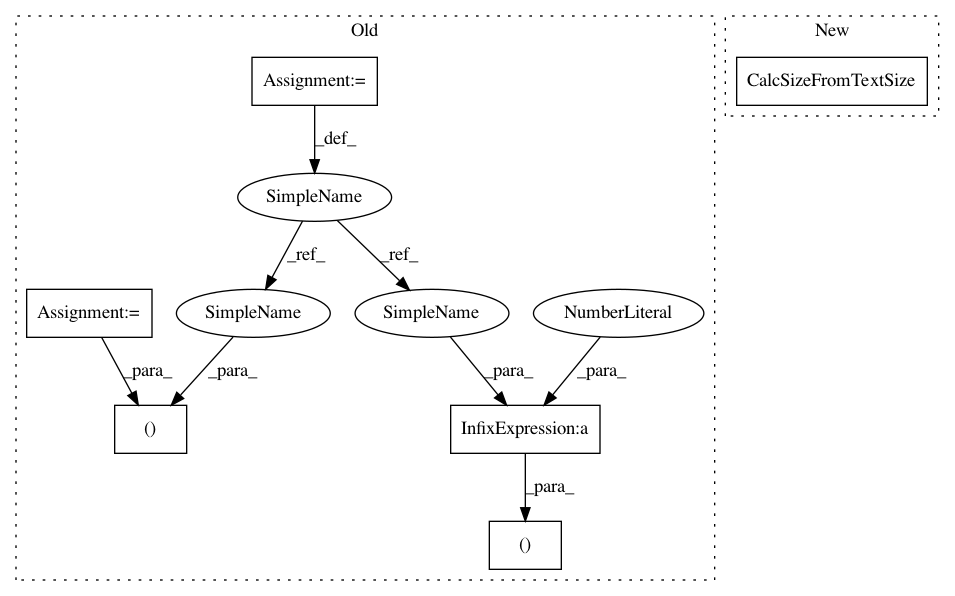 Old
New
Assignment:=
CalcSizeFromTextSize
_def_
SimpleName
_ref_
_ref_
Assignment:=
SimpleName
SimpleName
NumberLiteral
_para_
_para_
_para_
_para_
()
InfixExpression:a
_para_
()